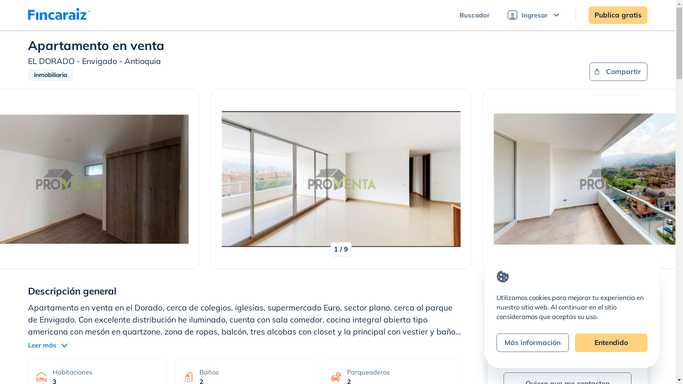 Fincaraiz
Buscador
Ingresar
Publica gratis
Apartamento en venta
EL DORADO - Envigado - Antioquia
Inmobiliaria
Compartir
PROVENTA
PROVENTA
PROVENTA
1 / 9
Descripción general
Apartamento en venta en el Dorado, cerca de colegios, iglesias, supermercado Euro, sector plano, cerca al parque
de Envigado. Con excelente distribución he iluminado, cuenta con sala comedor, cocina integral abierta tipo
americana con mesón en quartzone, zona de ropas, balcón, tres alcobas con closet y la principal con vestier y baño...
Leer más
Habitaciones
3
Baños
2
Parqueaderos
2
Utilizamos cookies para mejorar tu experiencia en
nuestro sitio web. Al continuar en el sitio
consideramos que aceptas su uso.
Más información
Entendido
Quiero que me contacten